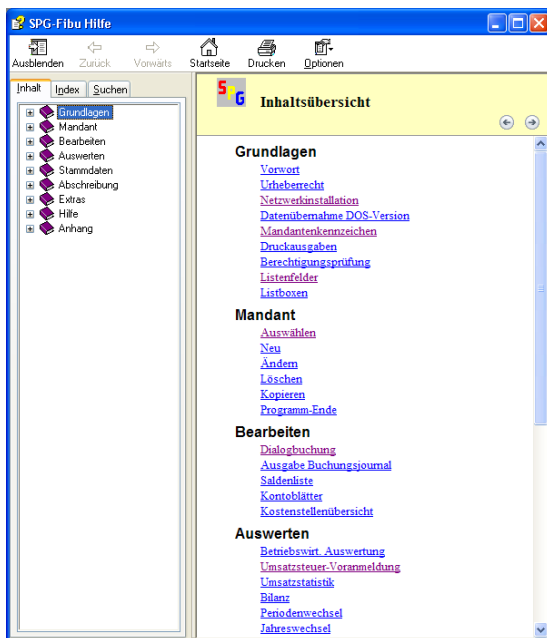 SPG-Fibu Hilfe
Ausblenden Zurück Vorwärts Startseite Drucken Optionen
Inhalt Index Suchen
Grundlagen
Mandant
Bearbeiten
Auswerten
Stammdaten
Abschreibung
Extras
Hilfe
Anhang
SPG Inhaltsübersicht
Grundlagen
Vorwort
Urheberrecht
Netzwerkinstallation
Datenübernahme DOS-Version
Mandantenkennzeichen
Druckausgaben
Berechtigungsprüfung
Listenfelder
Listboxen
Mandant
Auswählen
Neu
Ändern
Löschen
Kopieren
Programm-Ende
Bearbeiten
Dialogbuchung
Ausgabe Buchungsjournal
Saldenliste
Kontoblätter
Kostenstellenübersicht
Auswerten
Betriebswirt. Auswertung
Umsatzsteuer-Voranmeldung
Umsatzstatistik
Bilanz
Periodenwechsel
Jahreswechsel